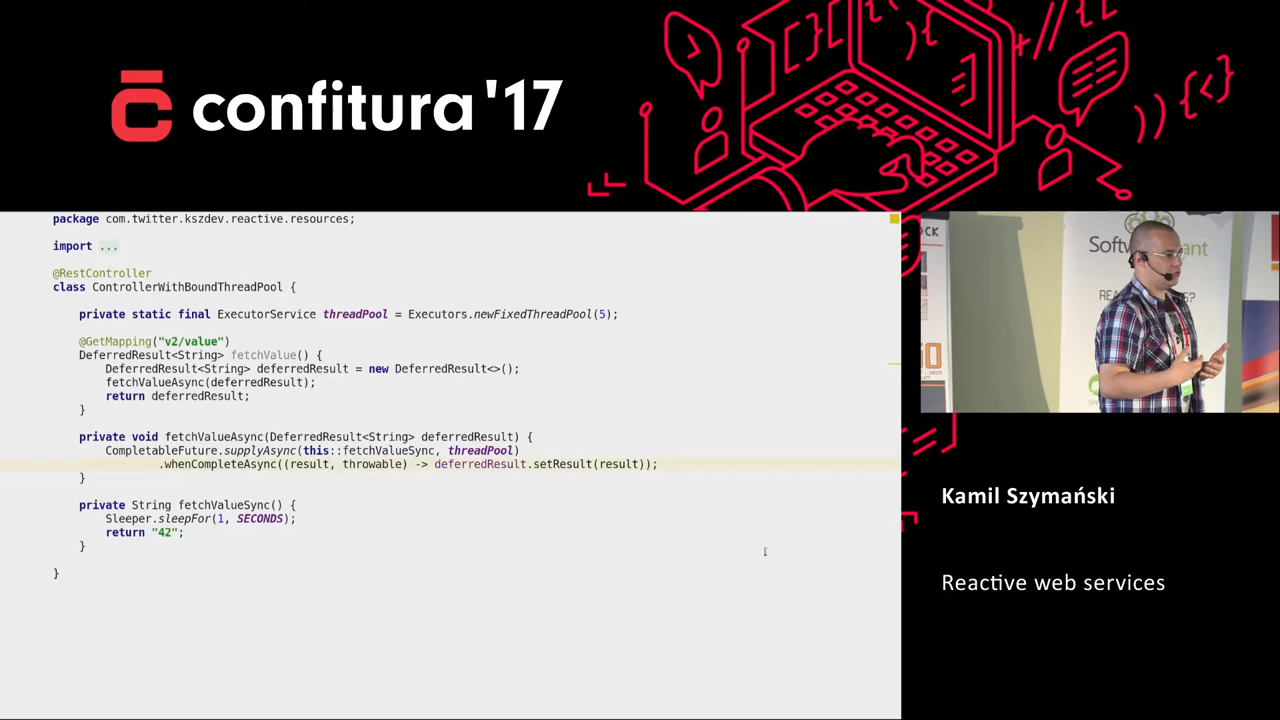 confitura '17
package com.twitter.kszdev.reactive.resources;
import ...
@RestController
class ControllerWithBoundThreadPool {
private static final ExecutorService threadPool = Executors.newFixedThreadPool(5);
@GetMapping("v2/value")
DeferredResult<String> fetchValue() {
DeferredResult<String> deferredResult = new DeferredResult<>();
fetchValueAsync(deferredResult);
return deferredResult;
}
private void fetchValueAsync(DeferredResult<String> deferredResult) {
CompletableFuture.supplyAsync(this::fetchValueSync, threadPool)
.whenCompleteAsync((result, throwable) -> deferredResult.setResult(result));
}
private String fetchValueSync() {
Sleeper.sleepFor(1, SECONDS);
return "42";
}
}
Kamil Szymański
Reactive web services